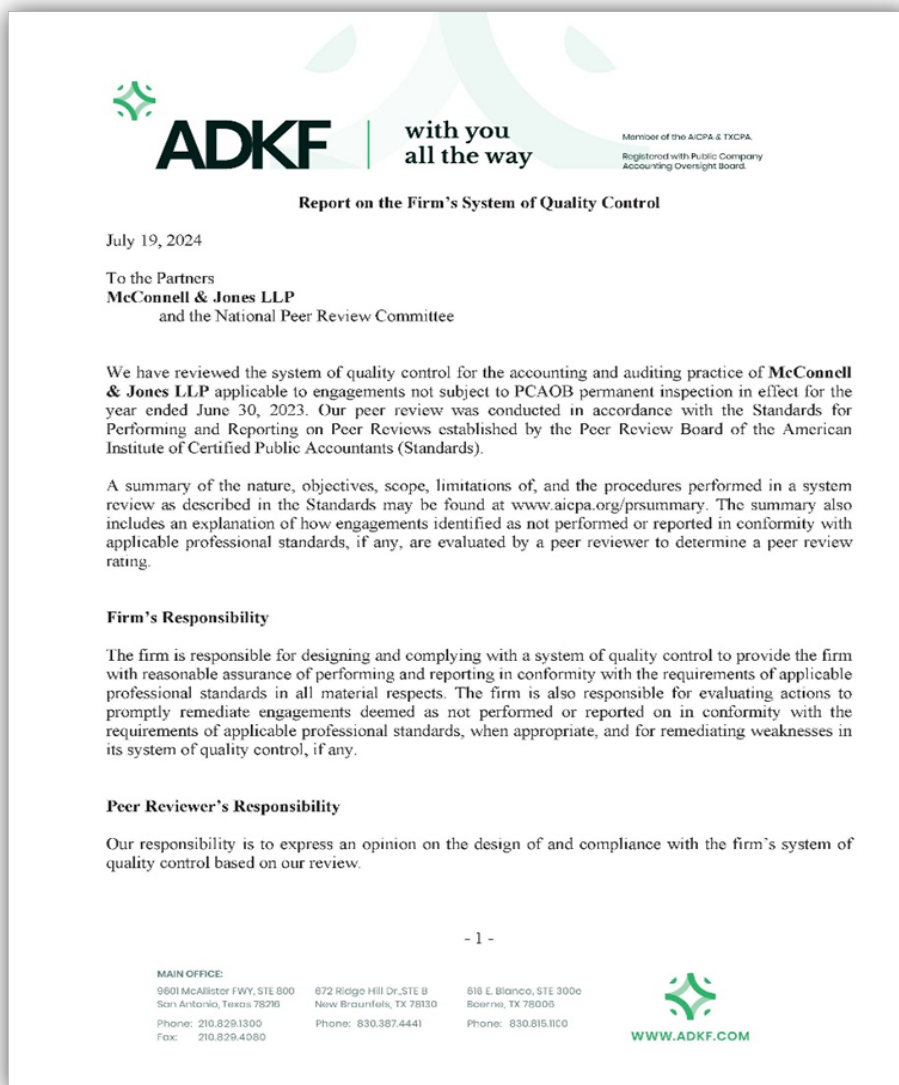 ADKF
with you
all the way
Member of the AICPA & TXCPA.
Registered with Public Company
Accounting Oversight Board.
Report on the Firm's System of Quality Control
July 19, 2024
To the Partners
McConnell & Jones LLP
and the National Peer Review Committee
We have reviewed the system of quality control for the accounting and auditing practice of McConnell
& Jones LLP applicable to engagements not subject to PCAOB permanent inspection in effect for the
year ended June 30, 2023. Our peer review was conducted in accordance with the Standards for
Performing and Reporting on Peer Reviews established by the Peer Review Board of the American
Institute of Certified Public Accountants (Standards).
A summary of the nature, objectives, scope, limitations of, and the procedures performed in a system
review as described in the Standards may be found at www.aicpa.org/prsummary. The summary also
includes an explanation of how engagements identified as not performed or reported in conformity with
applicable professional standards, if any, are evaluated by a peer reviewer to determine a peer review
rating.
Firm's Responsibility
The firm is responsible for designing and complying with a system of quality control to provide the firm
with reasonable assurance of performing and reporting in conformity with the requirements of applicable
professional standards in all material respects. The firm is also responsible for evaluating actions to
promptly remediate engagements deemed as not performed or reported on in conformity with the
requirements of applicable professional standards, when appropriate, and for remediating weaknesses in
its system of quality control, if any.
Peer Reviewer's Responsibility
Our responsibility is to express an opinion on the design of and compliance with the firm's system of
quality control based on our review.
- 1 -
MAIN OFFICE:
9601 McAllister FWY, STE 800
San Antonio, Texas 78216
Phone: 210.829.1300
Fax: 210.829.4080
672 Ridge Hill Dr.,STE B
New Braunfels, TX 78130
Phone: 830.387.4441
616 E. Blanco, STE 300e
Boerne, TX 78006
Phone: 830.815.1100
WWW.ADKF.COM